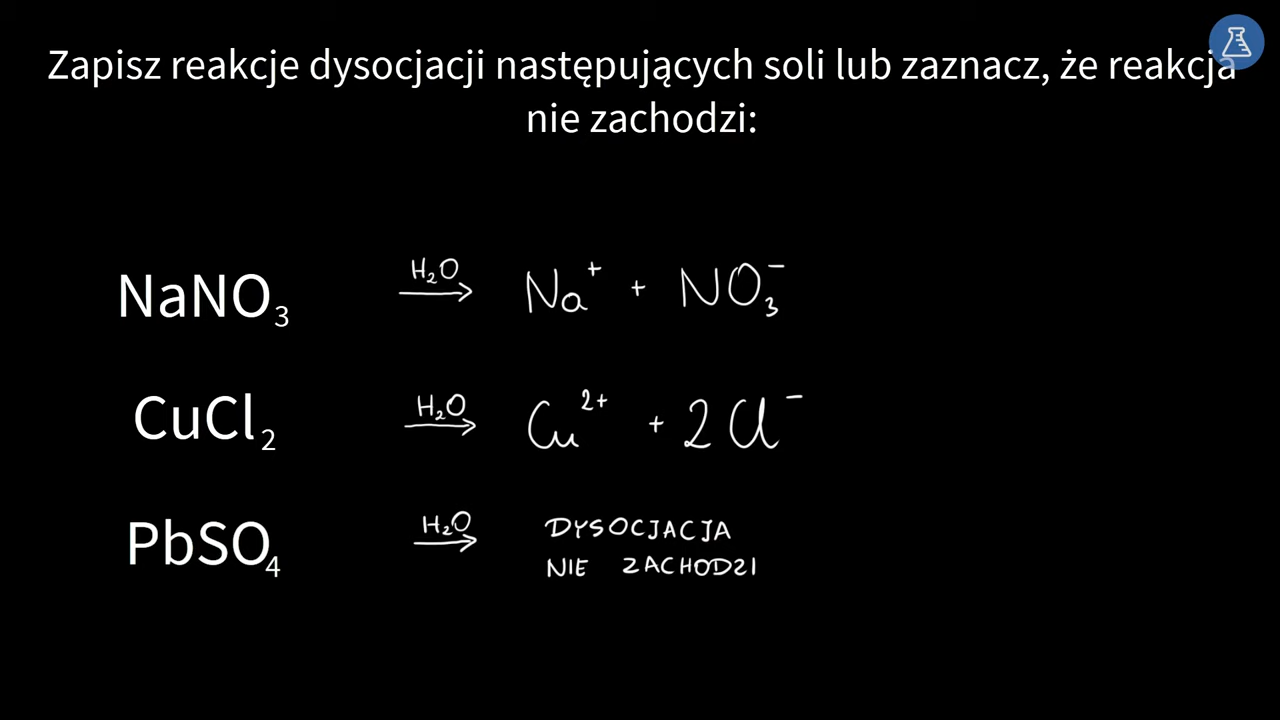 Zapisz reakcje dysocjacji następujących soli lub zaznacz, że reakcja
nie zachodzi:
NaNO₃ H₂O → Na⁺ + NO₃⁻
CuCl₂ H₂O → Cu²⁺ + 2Cl⁻
PbSO₄ H₂O → DYSOCJACJA
NIE ZACHODZI